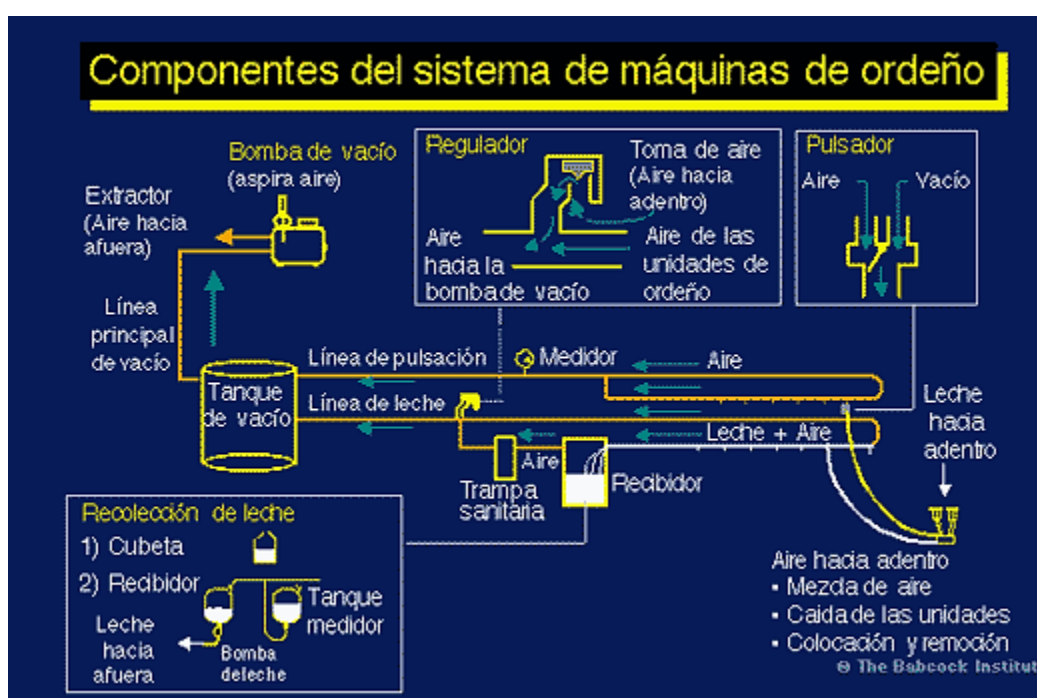 Componentes del sistema de máquinas de ordeño
Bomba de vacío
(aspira aire)
Extractor
(Aire hacia
afuera)
Línea
principal
de vacío
Tanque
de vacío
Regulador
Toma de aire
(Aire hacia
adentro)
Aire
hacia la
bomba de vacío
Aire de las
unidades de
ordeño
Pulsador
Aire
Vacío
Línea de pulsación
Medidor
Aire
Línea de leche
Leche + Aire
Aire
Trampa
sanitaria
Recibidor
Leche
hacia
adentro
Recolección de leche
1) Cubeta
2) Recibidor
Tanque
medidor
Leche
hacia
afuera
Bomba
deleche
Aire hacia adentro
• Mezcla de aire
• Caida de las unidades
• Colocación y remoción
© The Babcock Institut